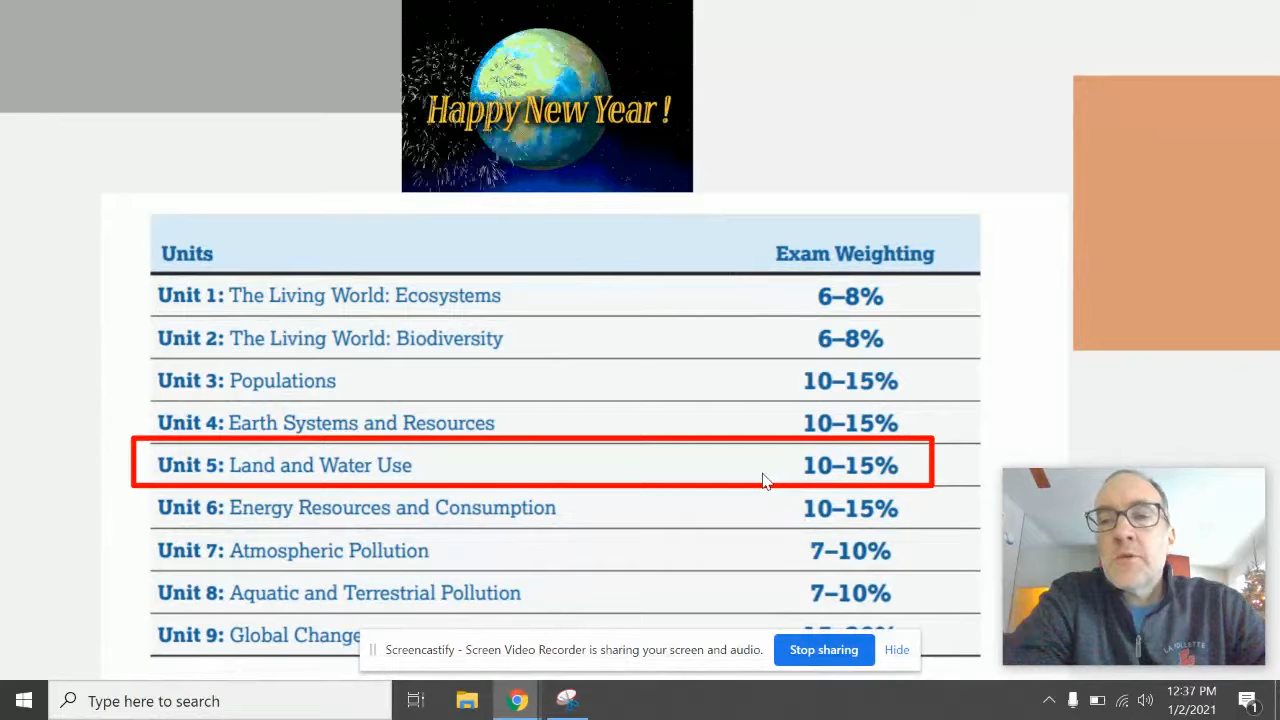 Happy New Year !
Units Exam Weighting
Unit 1: The Living World: Ecosystems 6–8%
Unit 2: The Living World: Biodiversity 6–8%
Unit 3: Populations 10–15%
Unit 4: Earth Systems and Resources 10–15%
Unit 5: Land and Water Use 10–15%
Unit 6: Energy Resources and Consumption 10–15%
Unit 7: Atmospheric Pollution 7–10%
Unit 8: Aquatic and Terrestrial Pollution 7–10%
Unit 9: Global Change
Screencastify - Screen Video Recorder is sharing your screen and audio. Stop sharing Hide
LA FOLLETTE
Type here to search
12:37 PM
1/2/2021
1